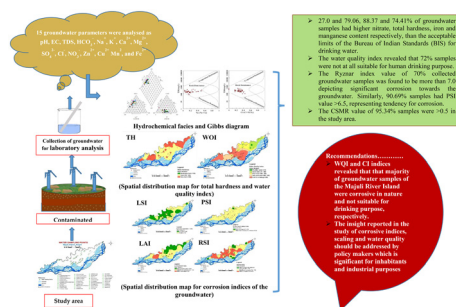 15 groundwater parameters were analysed as
pH, EC, TDS, HCO₃, Na⁺, K⁺, Ca²⁺, Mg²⁺,
SO₄²⁻, Cl⁻, NO₃, Zn²⁺, Cu²⁺ Mn²⁺, and Fe²⁺
Collection of groundwater
for laboratory analysis
Contaminated
Study area
Hydrochemical facies and Gibbs diagram
TH
WQI
(Spatial distribution map for total hardness and water
quality index)
LSI
PSI
LAI
RSI
(Spatial distribution map for corrosion indices of the
groundwater)
➢ 27.0 and 79.06, 88.37 and 74.41% of groundwater
samples had higher nitrate, total hardness, iron and
manganese content respectively, than the acceptable
limits of the Bureau of Indian Standards (BIS) for
drinking water.
➢ The water quality index revealed that 72% samples
were not at all suitable for human drinking purpose.
➢ The Ryznar index value of 70% collected
groundwater samples was found to be more than 7.0
depicting significant corrosion towards the
groundwater. Similarly, 90.69% samples had PSI
value >6.5, representing tendency for corrosion.
➢ The CSMR value of 95.34% samples were >0.5 in
the study area.
Recommendations…………
➢ WQI and CI indices
revealed that that majority
of groundwater samples of
the Majuli River Island
were corrosive in nature
and not suitable for
drinking purpose,
respectively.
➢ The insight reported in the
study of corrosive indices,
scaling and water quality
should be addressed by
policy makers which is
significant for inhabitants
and industrial purposes